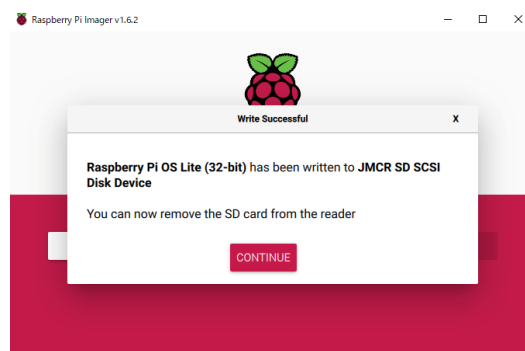 Raspberry Pi Imager v1.6.2
Write Successful
X
Raspberry Pi OS Lite (32-bit) has been written to JMCR SD SCSI
Disk Device
You can now remove the SD card from the reader
CONTINUE